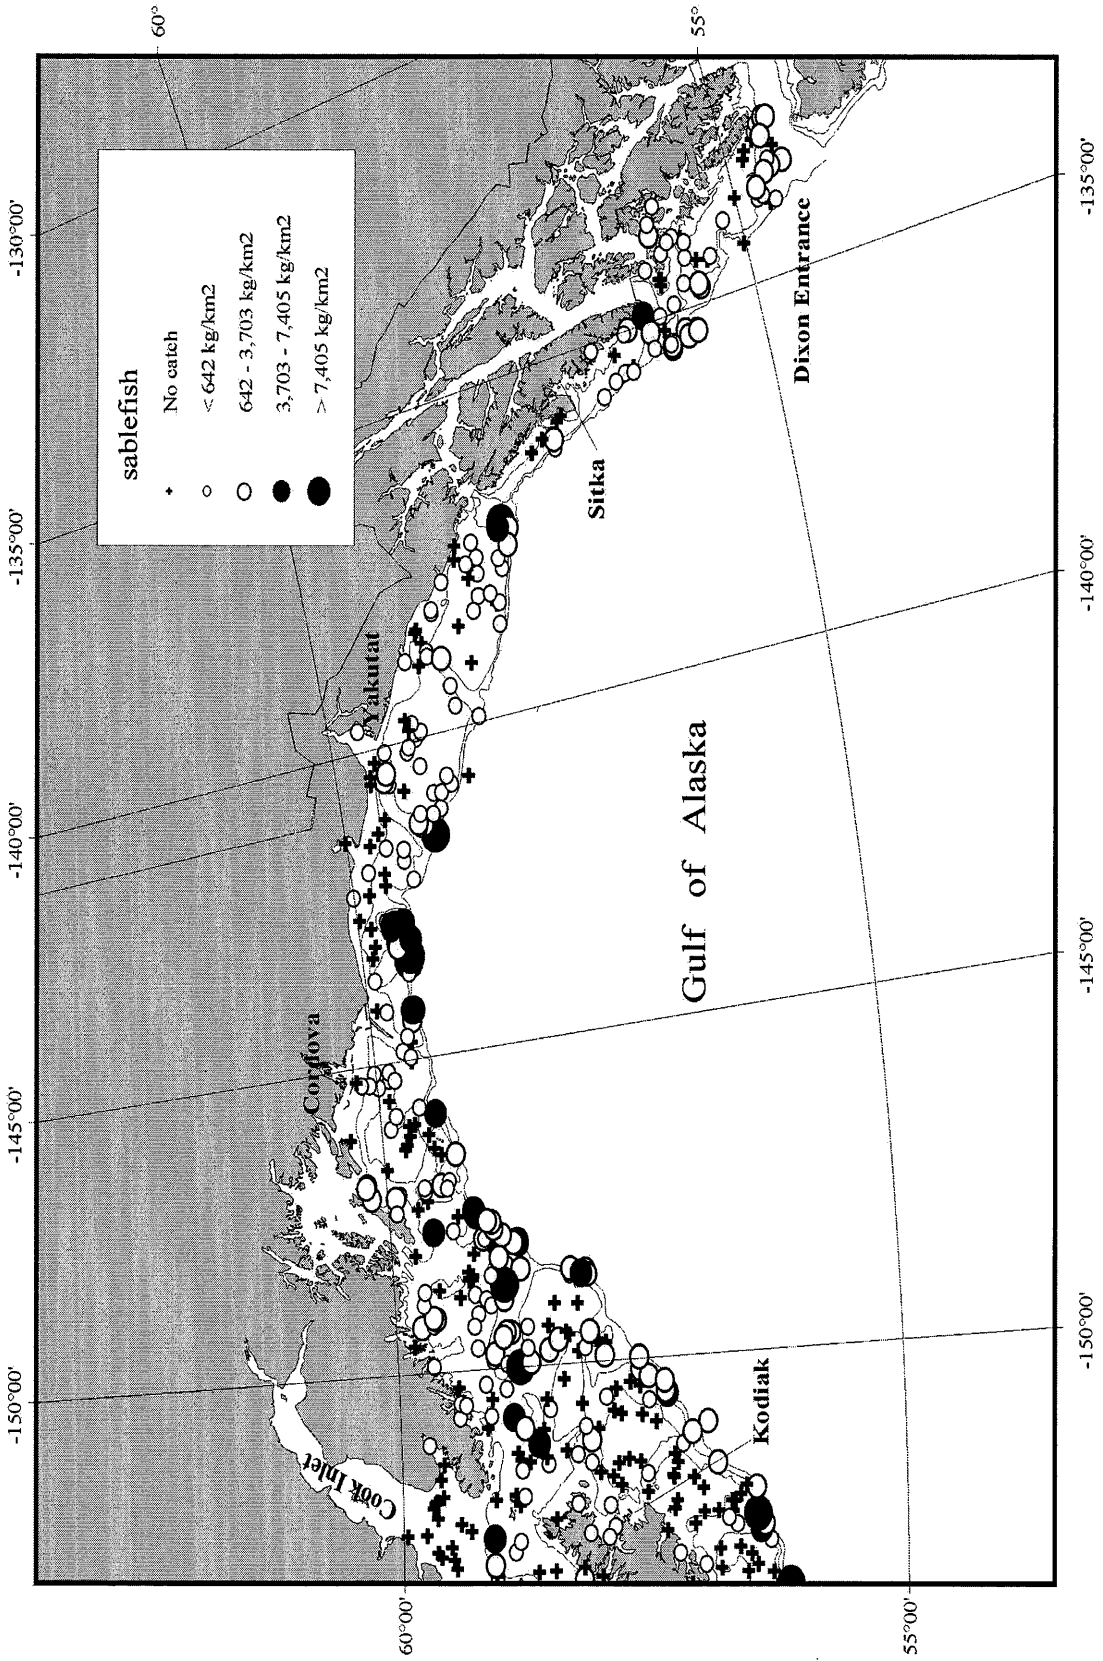 sablefish
No catch
< 642 kg/km2
642 - 3,703 kg/km2
3,703 - 7,405 kg/km2
> 7,405 kg/km2
-150°00'
-145°00'
-140°00'
-135°00'
-130°00'
60°
55°
60°00'
55°00'
-150°00'
-145°00'
-140°00'
-135°00'
Cook Inlet
Cordova
Yakutat
Sitka
Dixon Entrance
Kodiak
Gulf of Alaska